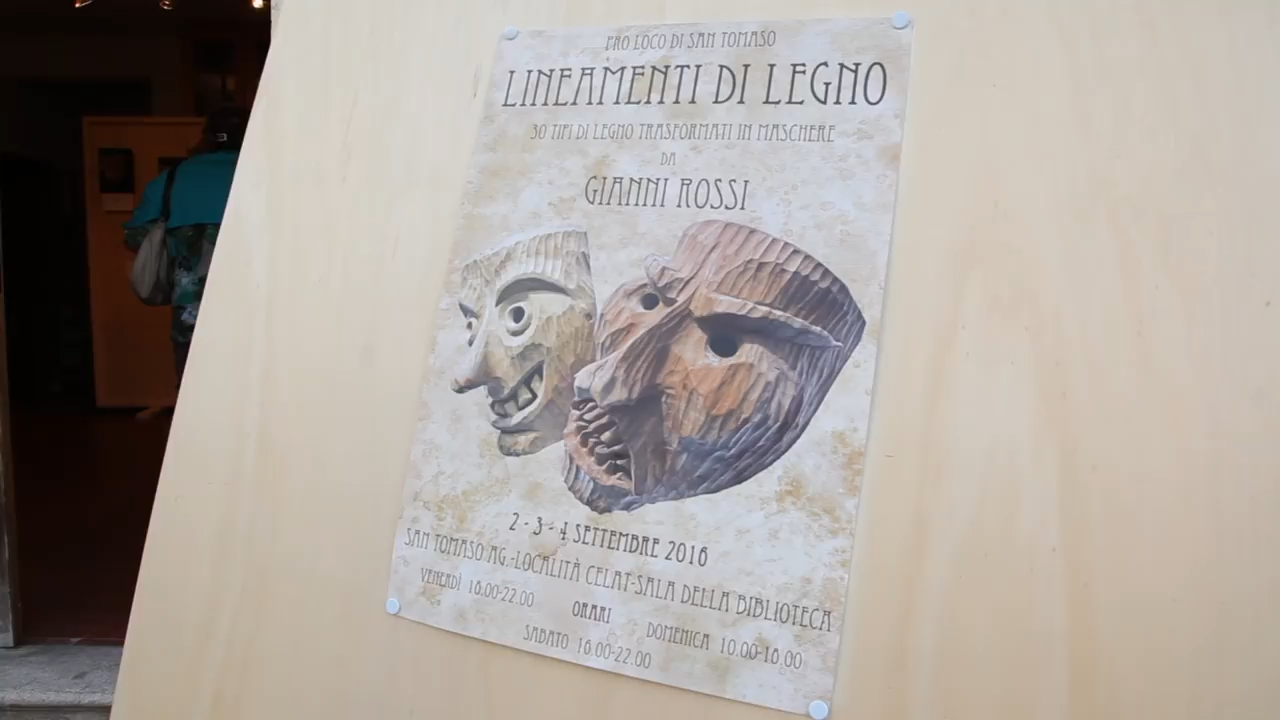 PRO LOCO DI SAN TOMASO
LINEAMENTI DI LEGNO
30 TIPI DI LEGNO TRASFORMATI IN MASCHERE
DA
GIANNI ROSSI
2 - 3 - 4 SETTEMBRE 2016
SAN TOMASO AG.-LOCALITÀ CELAT-SALA DELLA BIBLIOTECA
ORARI
VENERDÌ 18.00-22.00
SABATO 16.00-22.00
DOMENICA 10.00-18.00